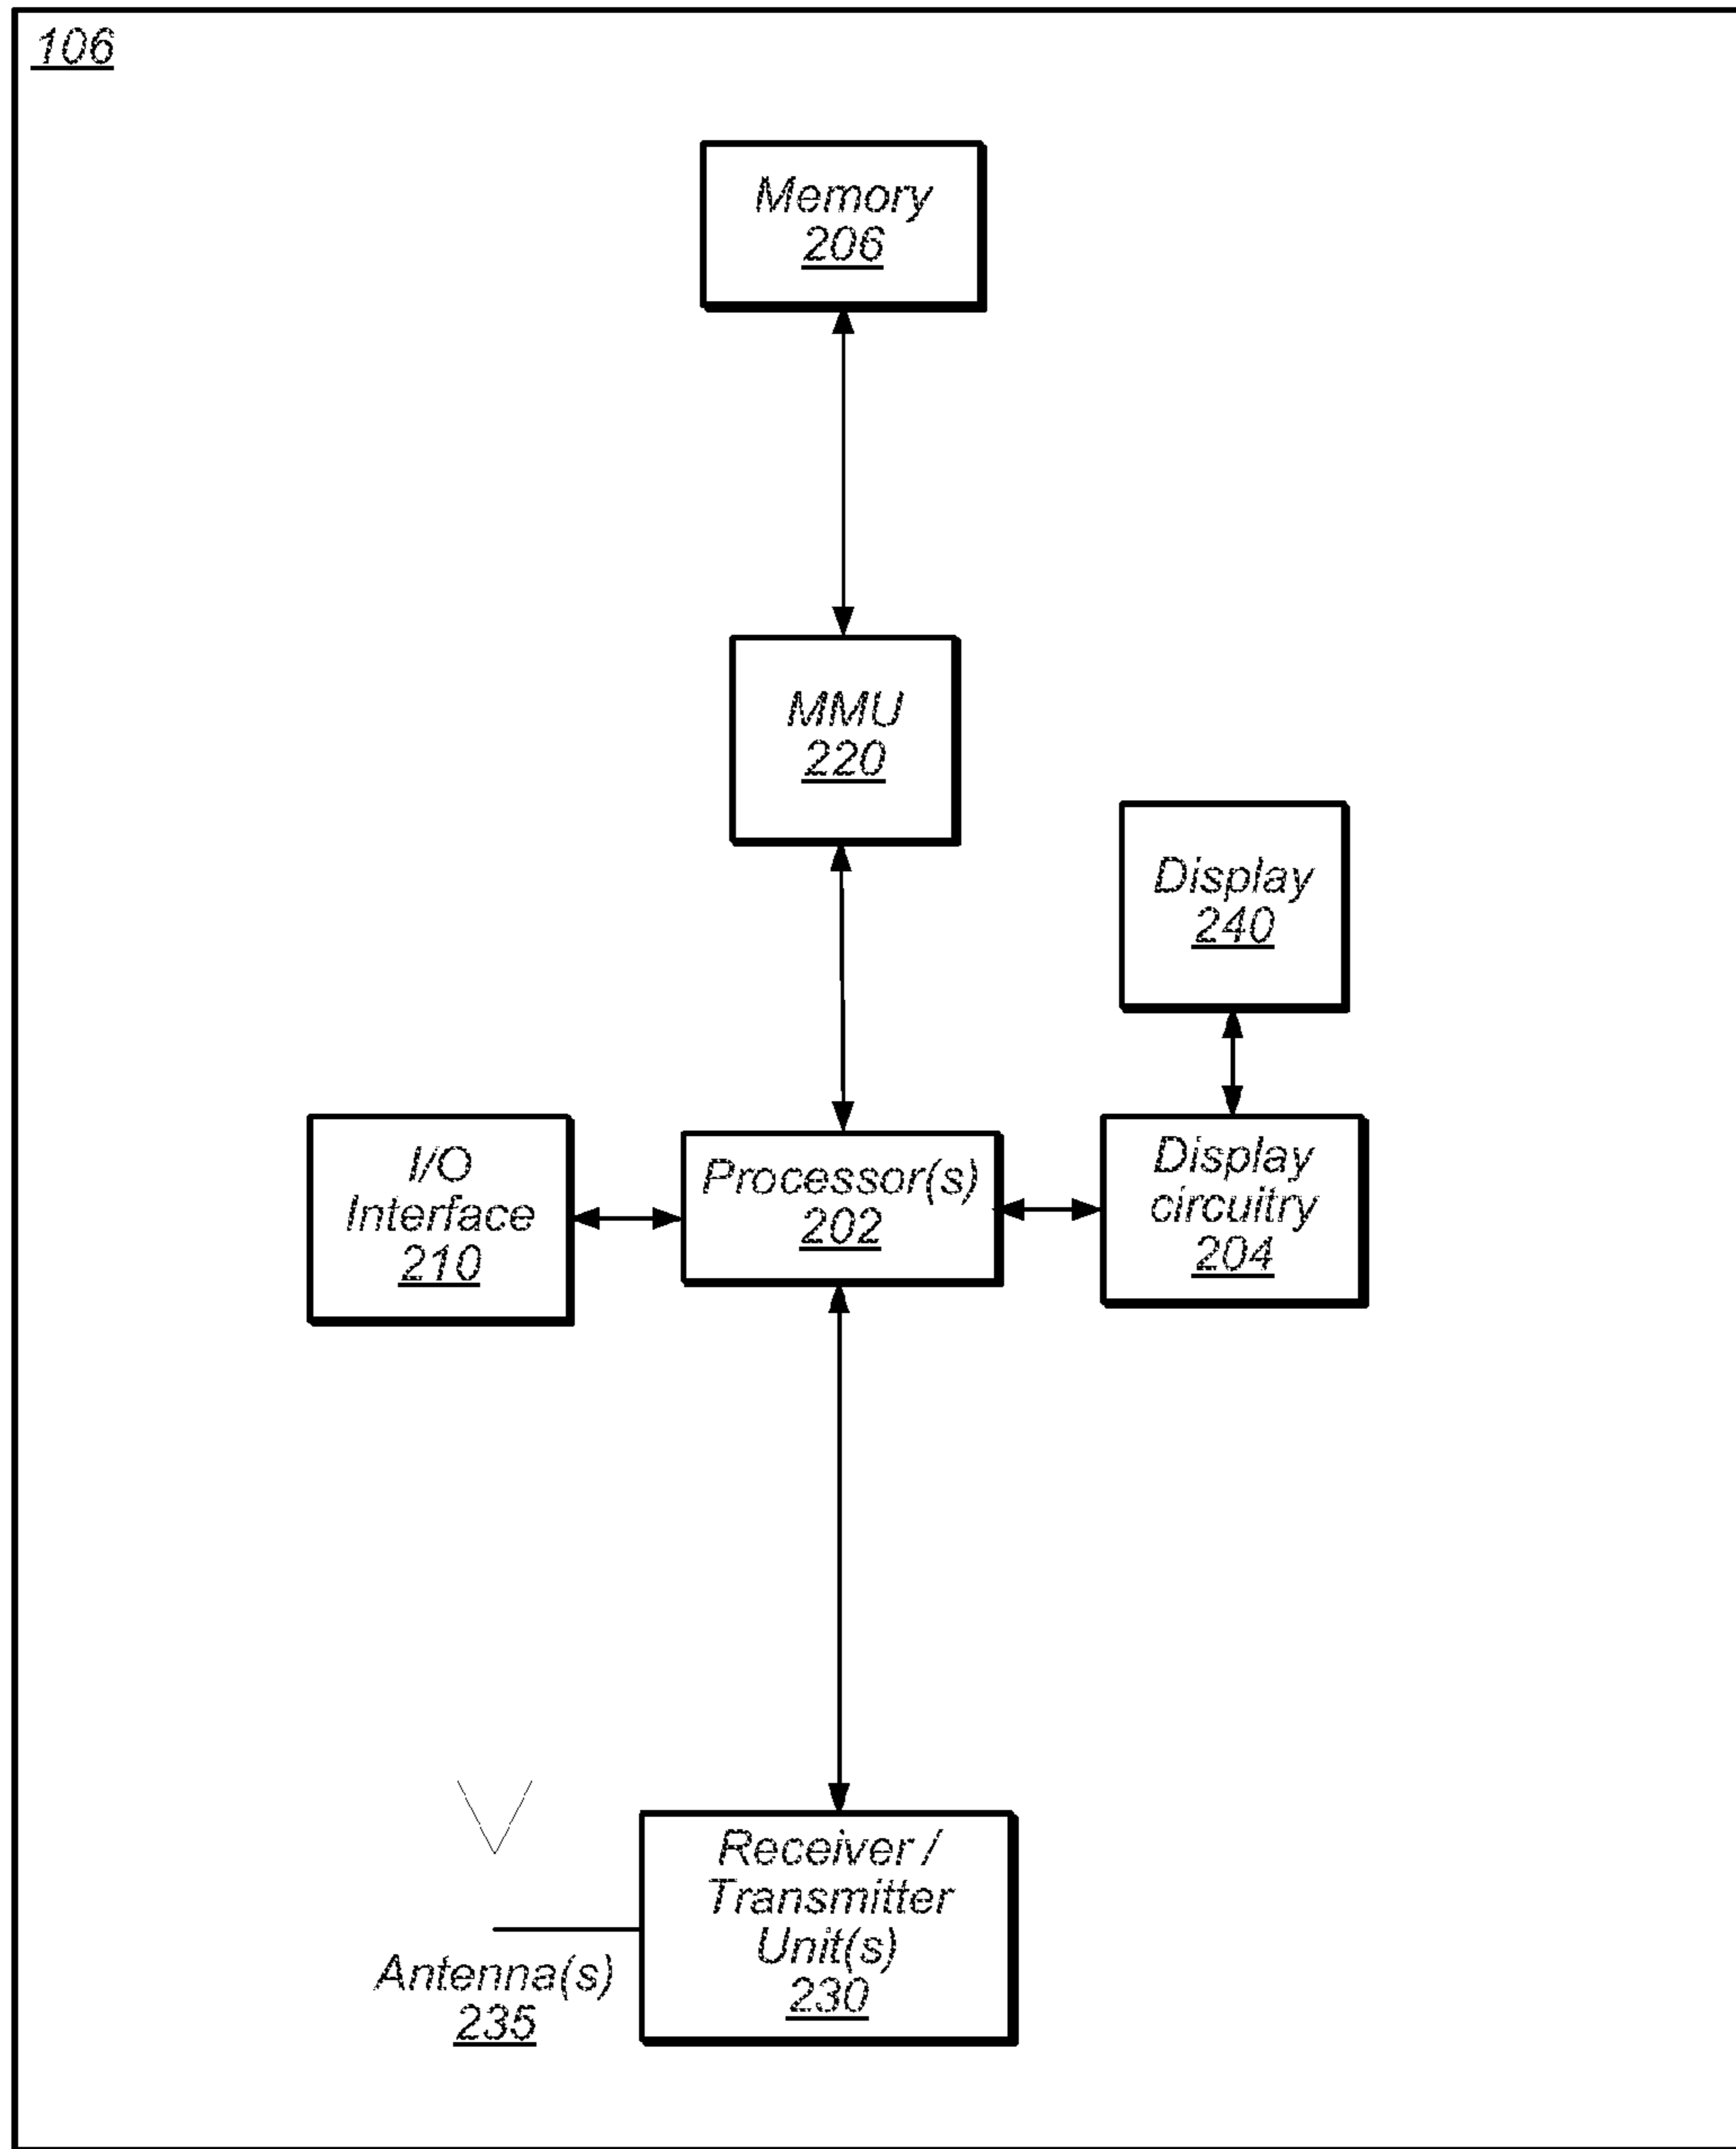 106
Memory
206
MMU
220
Display
240
I/O
Interface
210
Processor(s)
202
Display
circuitry
204
Receiver /
Transmitter
Unit(s)
230
Antenna(s)
235